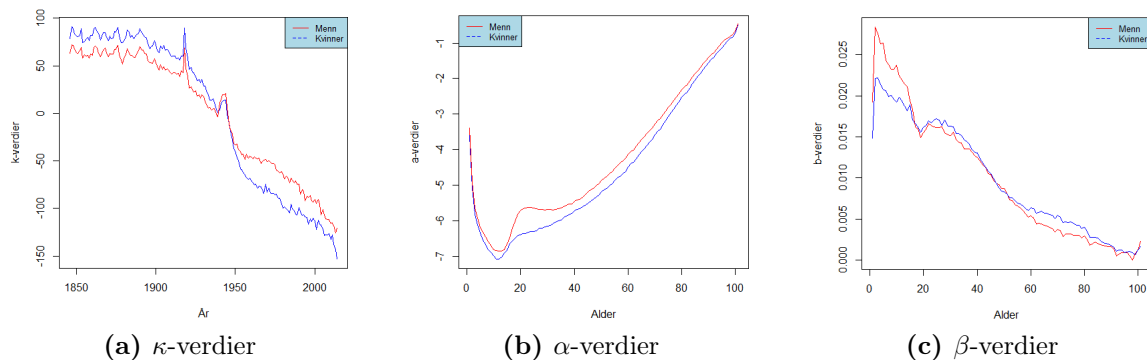 Menn
Kvinner
k-verdier
100
50
0
-50
-100
-150
1850 1900 1950 2000
År
(a) κ-verdier
Menn
Kvinner
a-verdier
-1
-2
-3
-4
-5
-6
-7
0 20 40 60 80 100
Alder
(b) α-verdier
Menn
Kvinner
b-verdier
0.025
0.020
0.015
0.010
0.005
0.000
0 20 40 60 80 100
Alder
(c) β-verdier